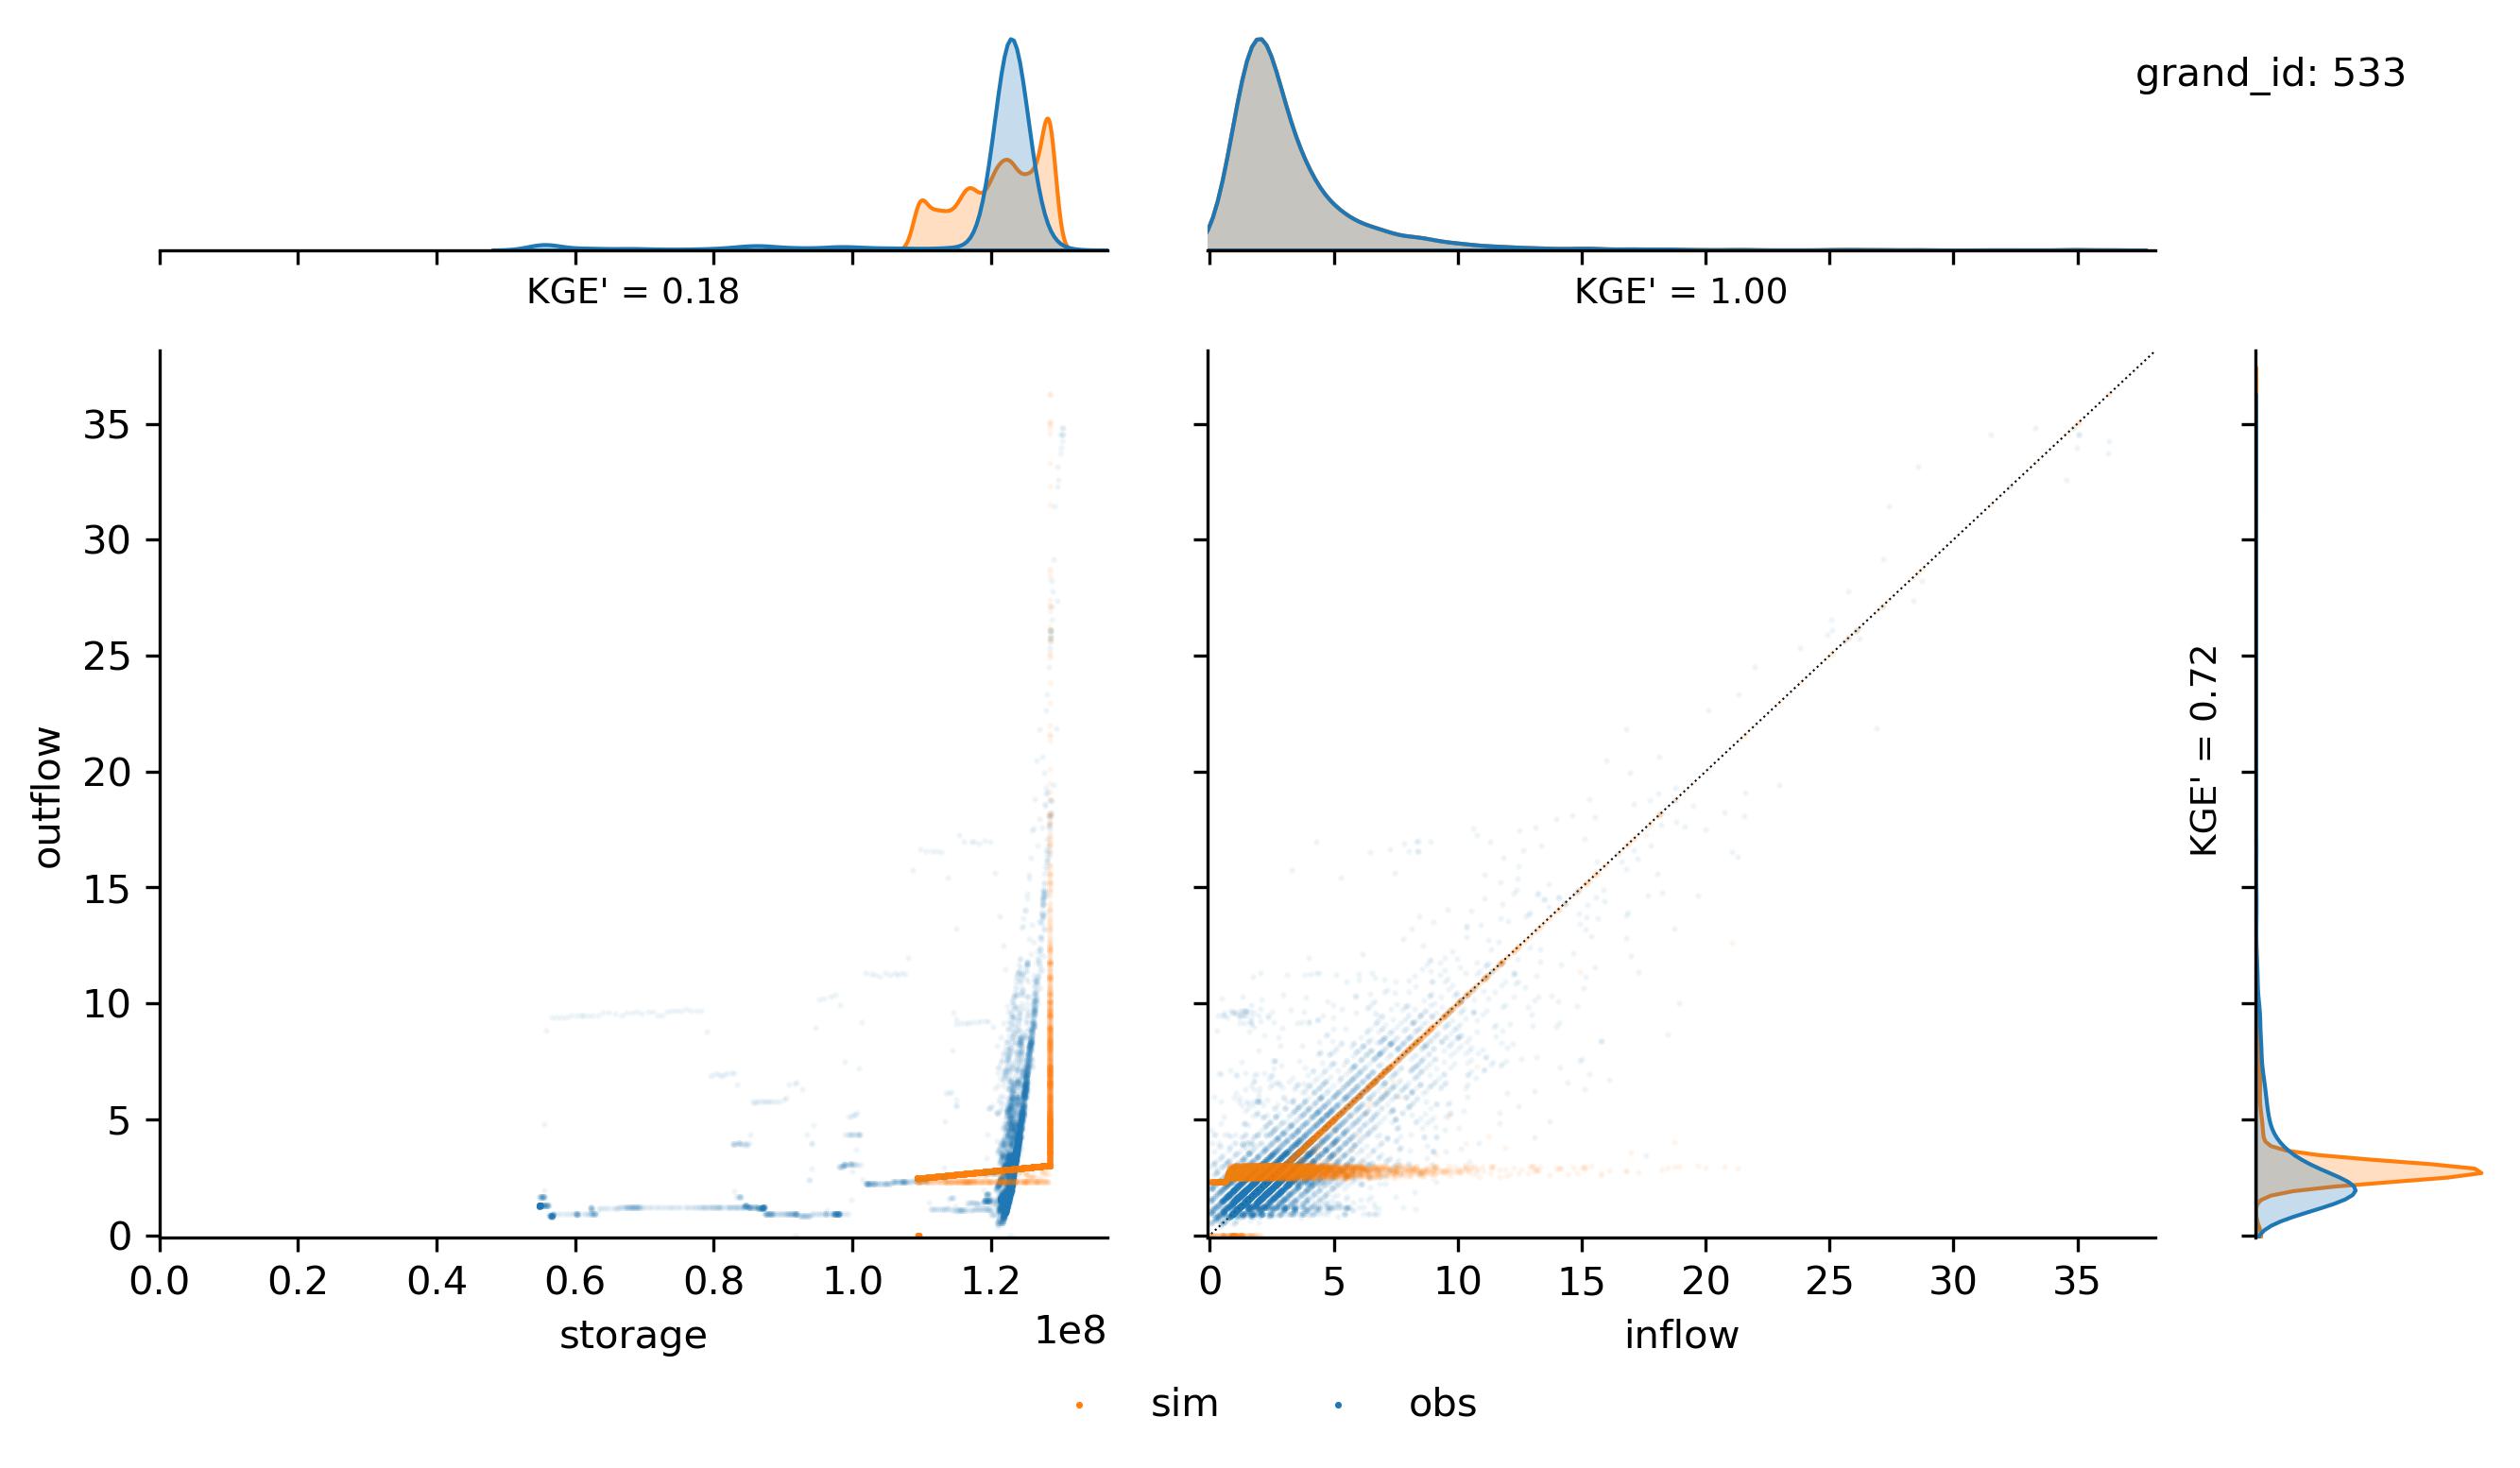 grand_id: 533
KGE' = 0.18
KGE' = 1.00
outflow
35
30
25
20
15
10
5
0
KGE' = 0.72
0.0 0.2 0.4 0.6 0.8 1.0 1.2
1e8
storage
0 5 10 15 20 25 30 35
inflow
sim obs